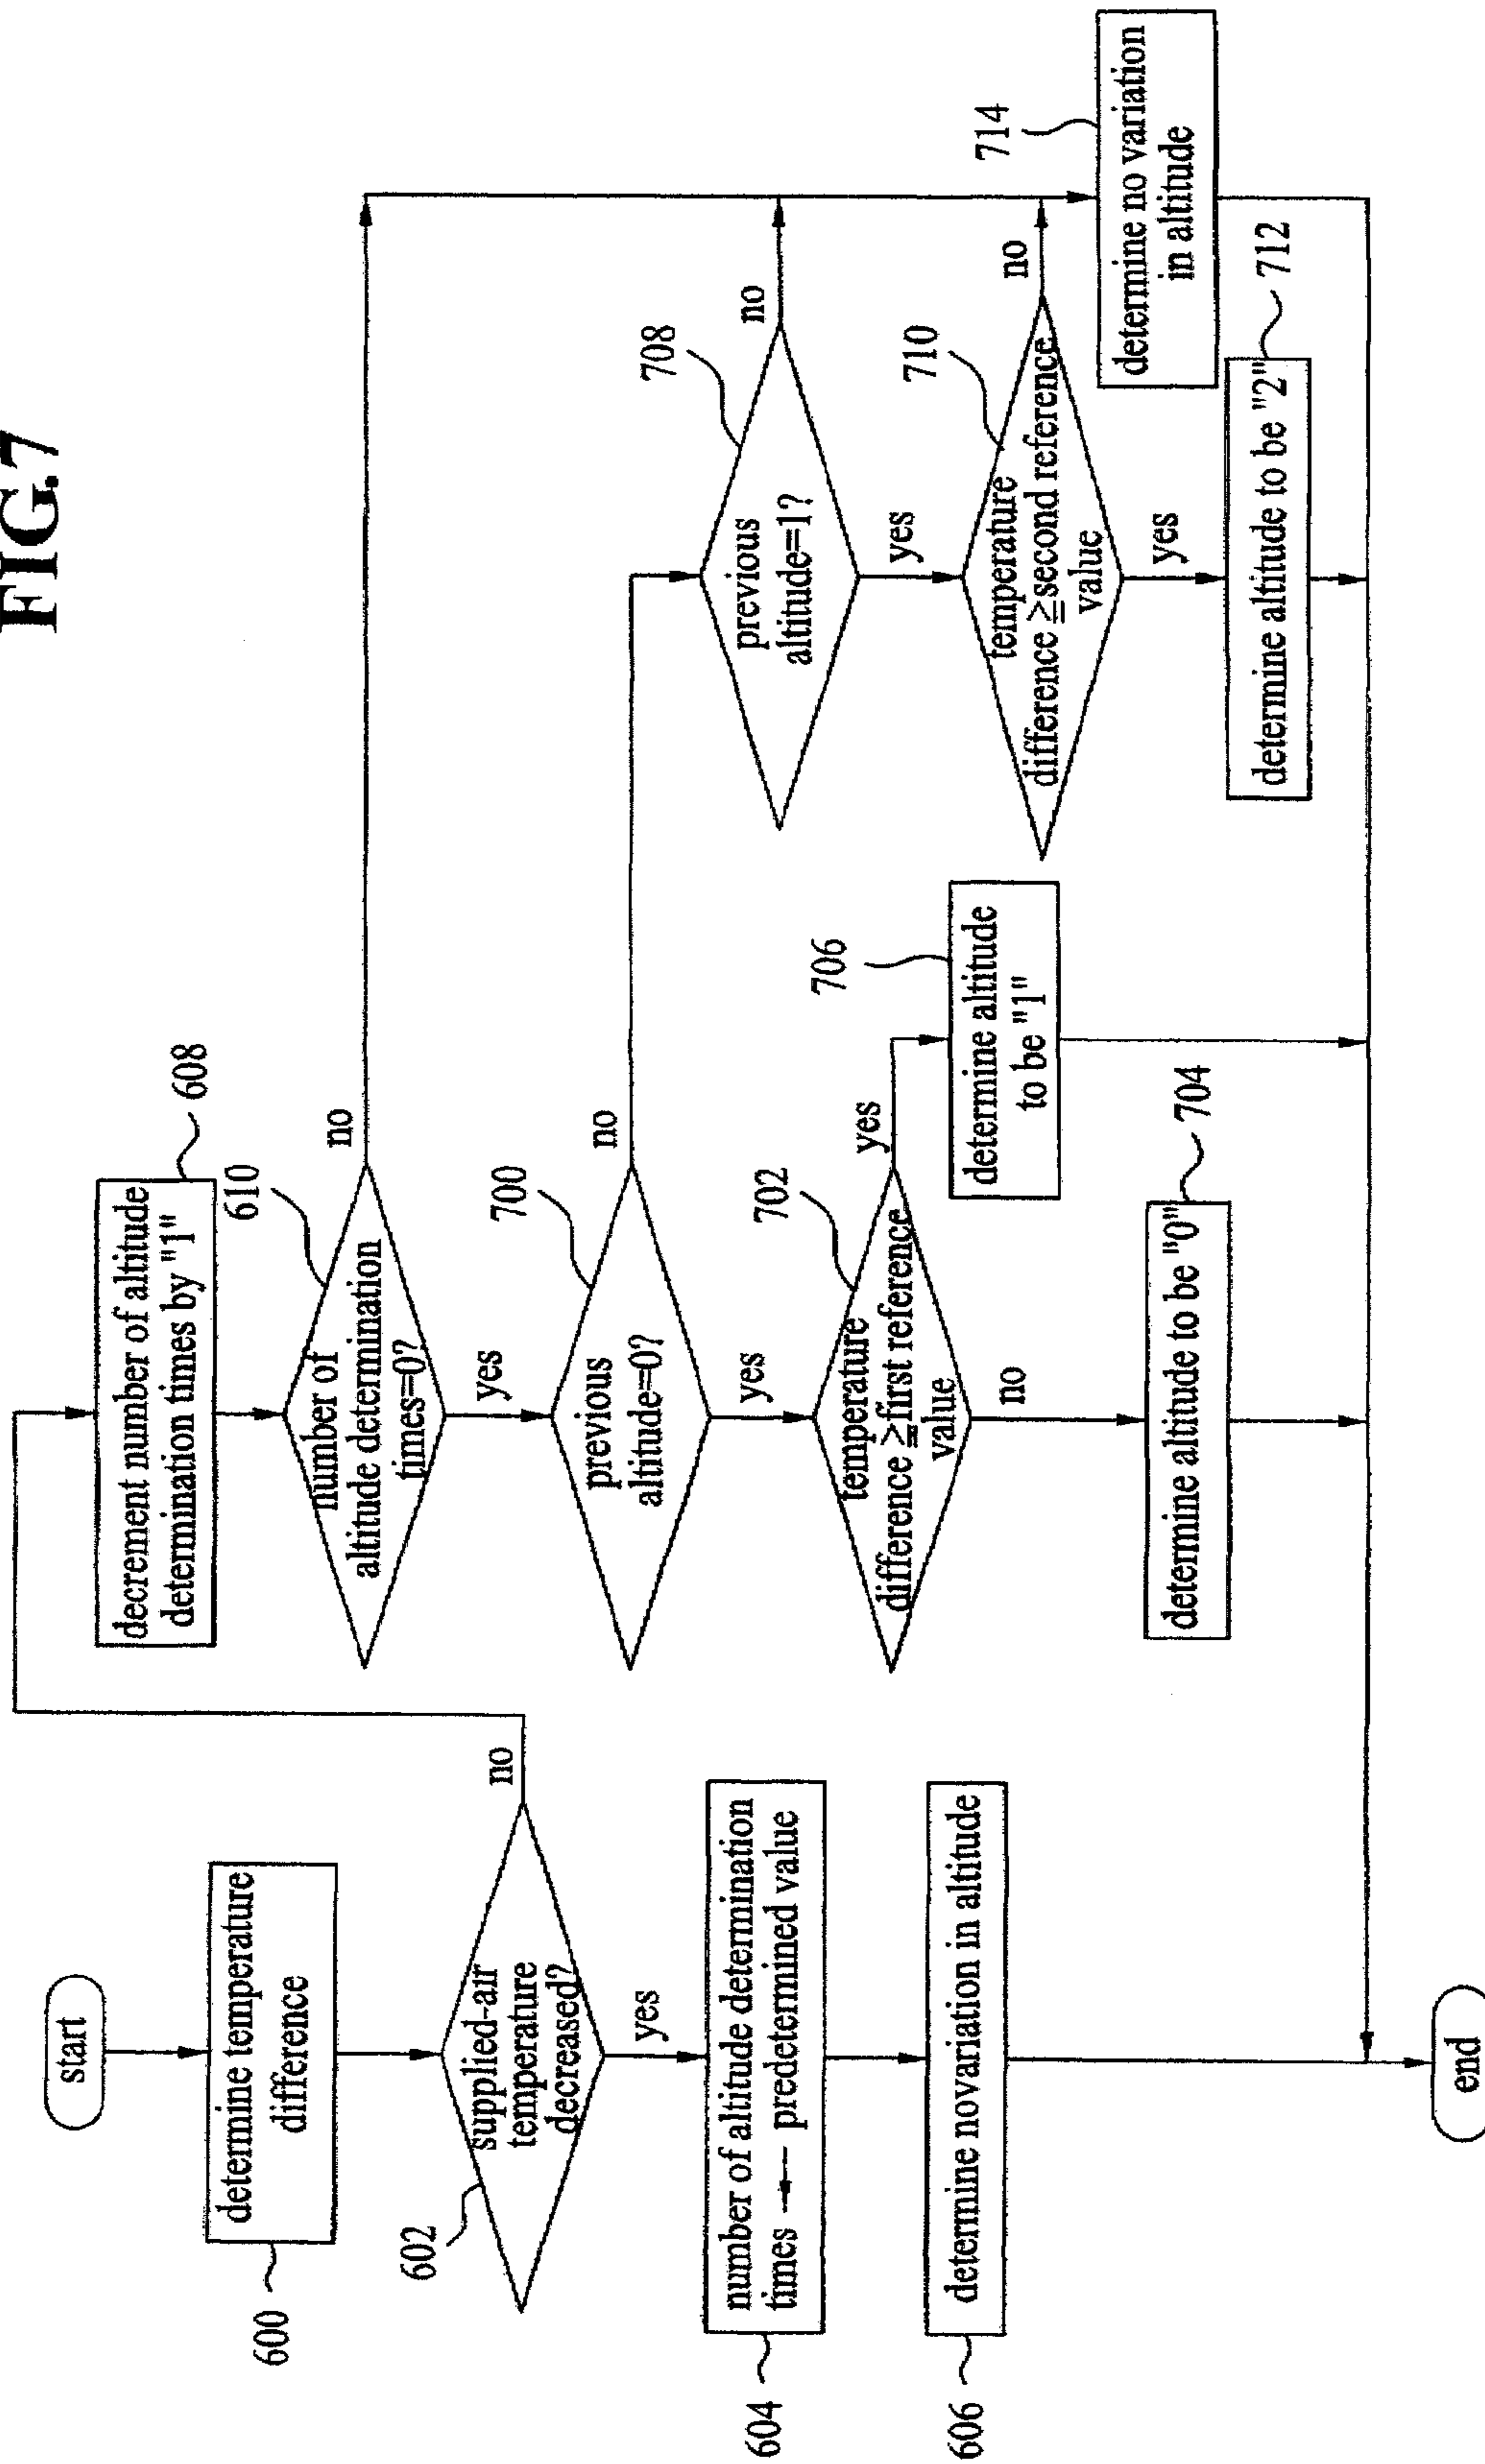 FIG.7
start
determine temperature
difference
600
supplied-air
temperature
decreased?
602
no
yes
number of altitude determination
times ← predetermined value
604
determine novariation in altitude
606
decrement number of altitude
determination times by "1"
608
number of
altitude determination
times=0?
610
no
yes
previous
altitude=0?
700
no
yes
temperature
difference ≧first reference
value
702
yes
no
determine altitude to be "0"
704
determine altitude
to be "1"
706
previous
altitude=1?
708
no
yes
temperature
difference ≧second reference
value
710
no
yes
determine altitude to be "2"
712
determine no variation
in altitude
714
end